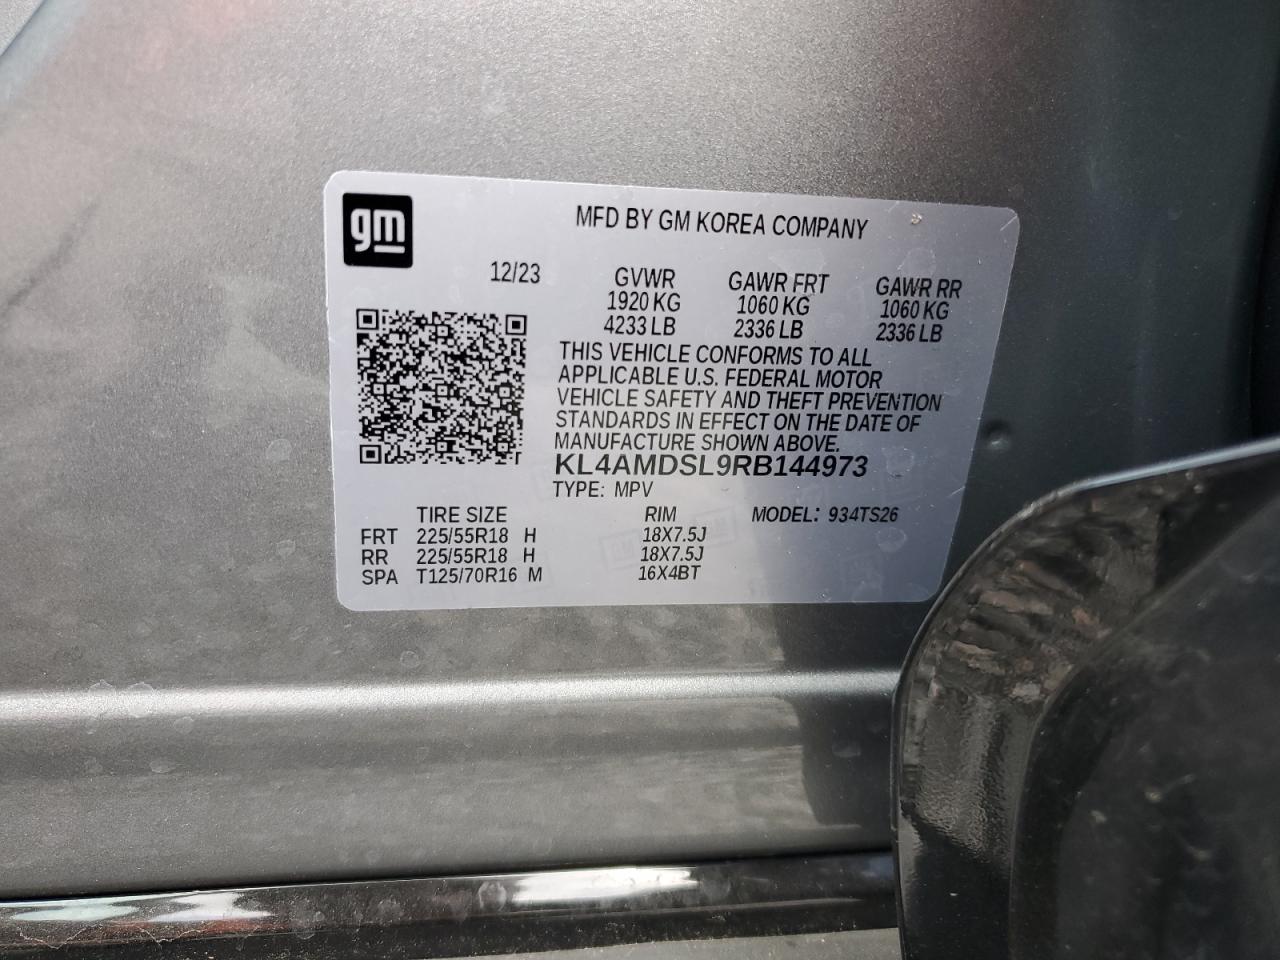 gm
MFD BY GM KOREA COMPANY
12/23
GVWR GAWR FRT GAWR RR
1920 KG 1060 KG 1060 KG
4233 LB 2336 LB 2336 LB
THIS VEHICLE CONFORMS TO ALL
APPLICABLE U.S. FEDERAL MOTOR
VEHICLE SAFETY AND THEFT PREVENTION
STANDARDS IN EFFECT ON THE DATE OF
MANUFACTURE SHOWN ABOVE.
KL4AMDSL9RB144973
TYPE: MPV
TIRE SIZE RIM MODEL: 934TS26
FRT 225/55R18 H 18X7.5J
RR 225/55R18 H 18X7.5J
SPA T125/70R16 M 16X4BT